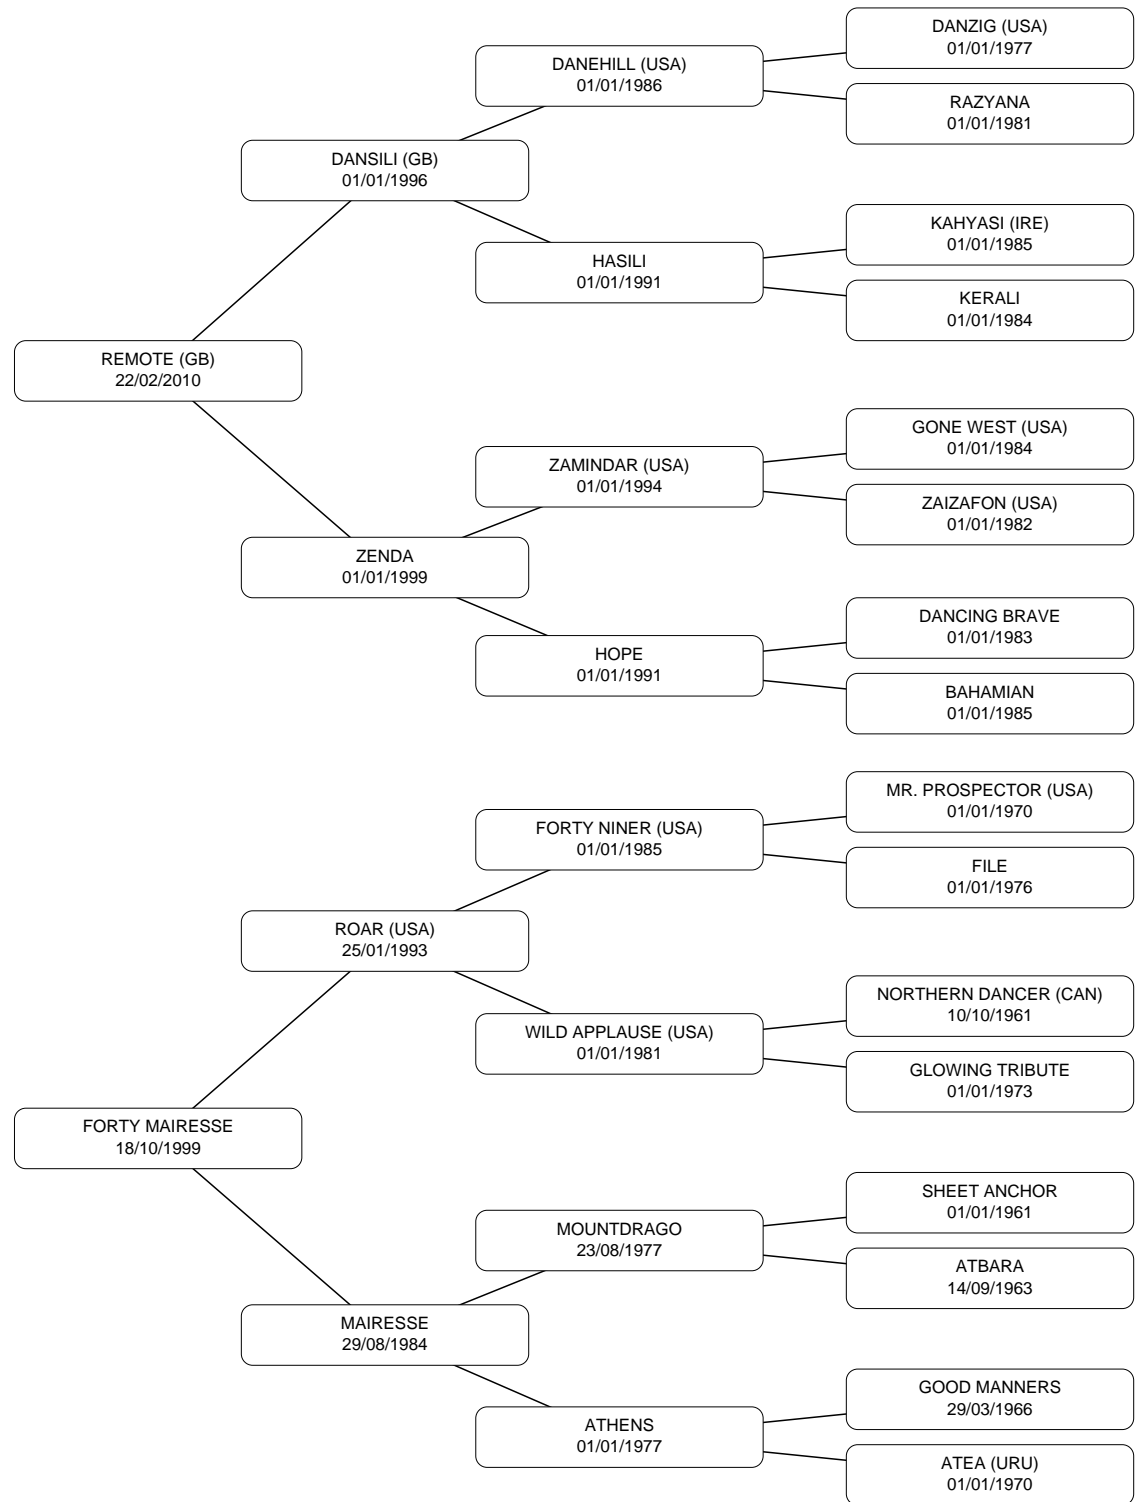 DANZIG (USA)
01/01/1977
DANEHILL (USA)
01/01/1986
RAZYANA
01/01/1981
DANSILI (GB)
01/01/1996
KAHYASI (IRE)
01/01/1985
HASILI
01/01/1991
KERALI
01/01/1984
REMOTE (GB)
22/02/2010
GONE WEST (USA)
01/01/1984
ZAMINDAR (USA)
01/01/1994
ZAIZAFON (USA)
01/01/1982
ZENDA
01/01/1999
DANCING BRAVE
01/01/1983
HOPE
01/01/1991
BAHAMIAN
01/01/1985
MR. PROSPECTOR (USA)
01/01/1970
FORTY NINER (USA)
01/01/1985
FILE
01/01/1976
ROAR (USA)
25/01/1993
NORTHERN DANCER (CAN)
10/10/1961
WILD APPLAUSE (USA)
01/01/1981
GLOWING TRIBUTE
01/01/1973
FORTY MAIRESSE
18/10/1999
SHEET ANCHOR
01/01/1961
MOUNTDRAGO
23/08/1977
ATBARA
14/09/1963
MAIRESSE
29/08/1984
GOOD MANNERS
29/03/1966
ATHENS
01/01/1977
ATEA (URU)
01/01/1970